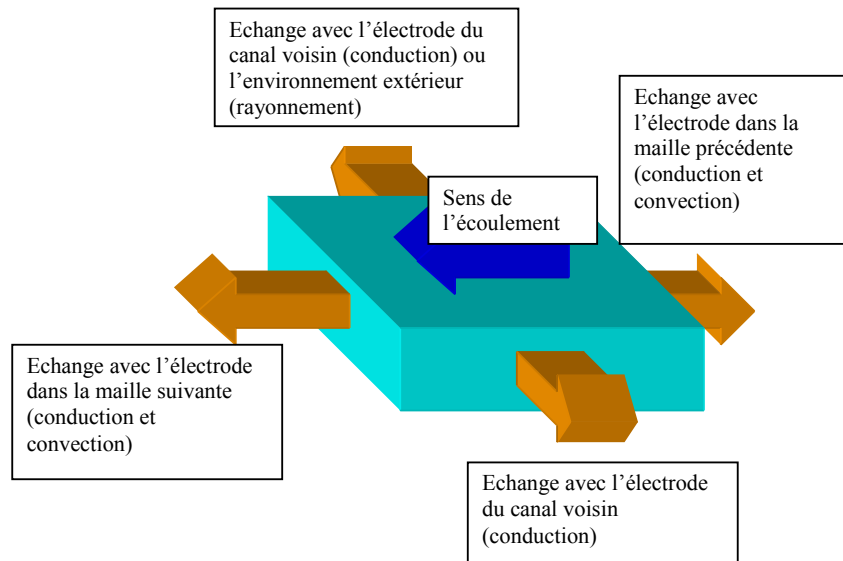 Echange avec l’électrode du
canal voisin (conduction) ou
l’environnement extérieur
(rayonnement)
Echange avec
l’électrode dans la
maille précédente
(conduction et
convection)
Sens de
l’écoulement
Echange avec l’électrode
dans la maille suivante
(conduction et
convection)
Echange avec l’électrode
du canal voisin
(conduction)